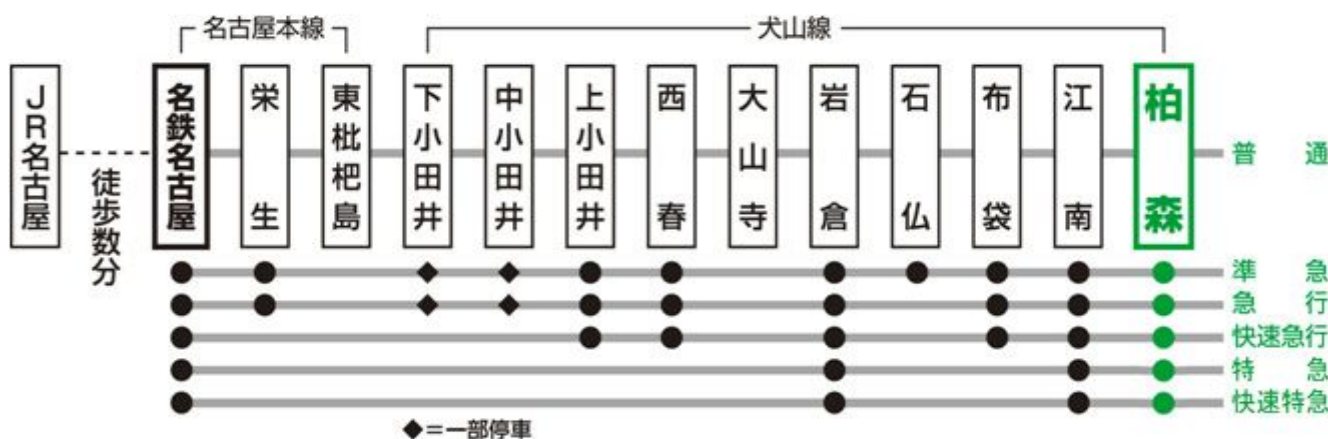 名古屋本線
犬山線
JR名古屋
徒歩数分
名鉄名古屋
栄生
東枇杷島
下小田井
中小田井
上小田井
西春
大山寺
岩倉
石仏
布袋
江南
柏森
普通
準急
急行
快速急行
特急
快速特急
◆=一部停車